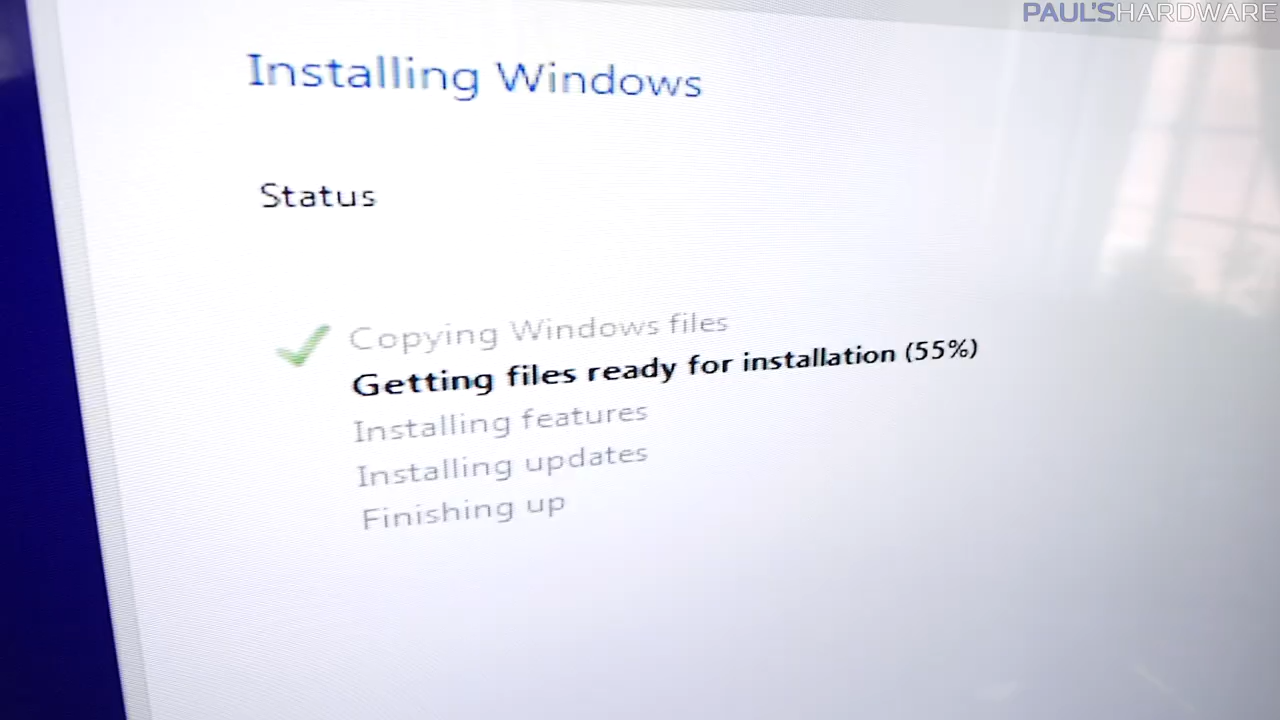 PAUL'SHARDWARE
Installing Windows
Status
Copying Windows files
Getting files ready for installation (55%)
Installing features
Installing updates
Finishing up